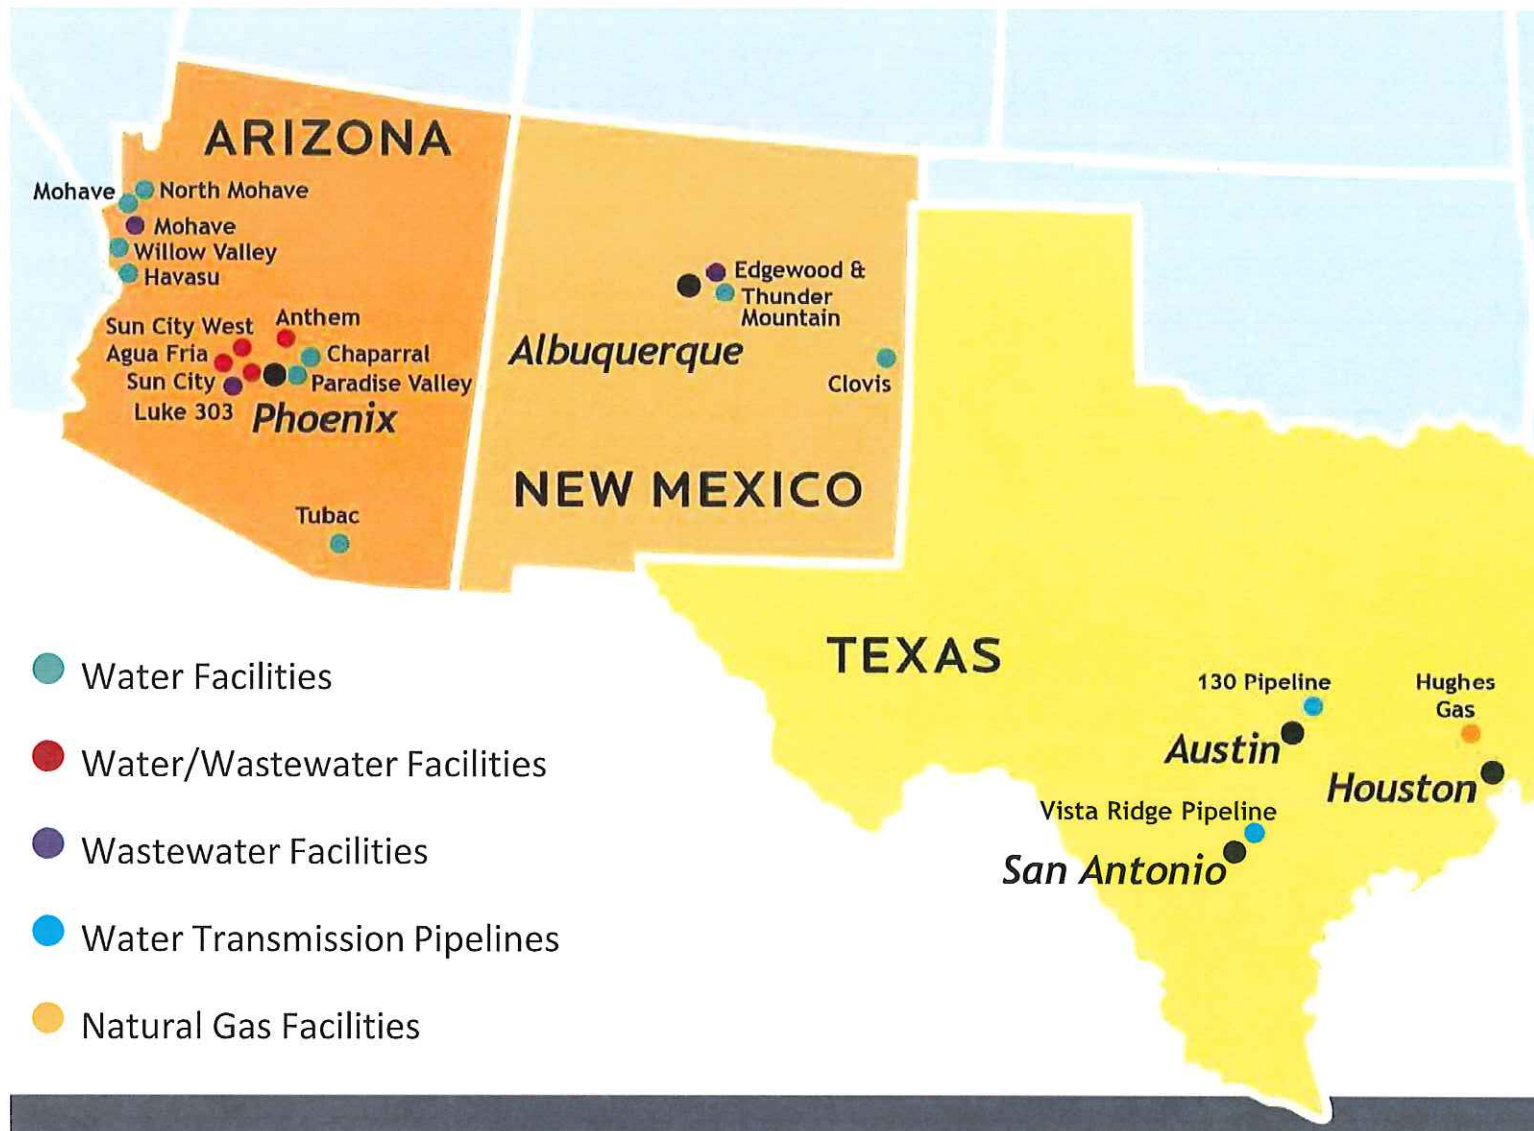 ARIZONA
Mohave
North Mohave
Mohave
Willow Valley
Havasu
Sun City West
Anthem
Agua Fria
Chaparral
Sun City
Paradise Valley
Luke 303
Phoenix
Tubac
Edgewood &
Thunder
Mountain
Albuquerque
Clovis
NEW MEXICO
TEXAS
130 Pipeline
Hughes
Gas
Austin
Houston
Vista Ridge Pipeline
San Antonio
Water Facilities
Water/Wastewater Facilities
Wastewater Facilities
Water Transmission Pipelines
Natural Gas Facilities